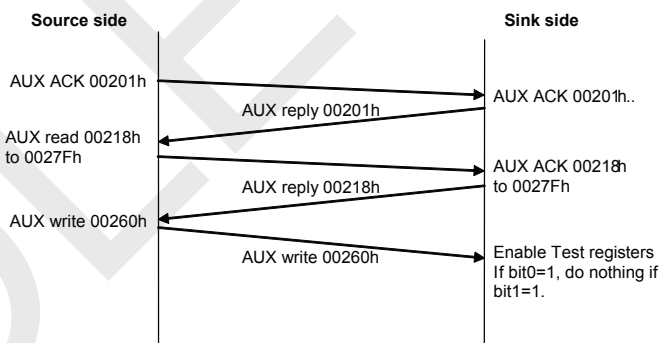 Source side
Sink side
AUX ACK 00201h
AUX ACK 00201h..
AUX reply 00201h
AUX read 00218h
to 0027Fh
AUX ACK 00218h
to 0027Fh
AUX reply 00218h
AUX write 00260h
AUX write 00260h
Enable Test registers
If bit0=1, do nothing if
bit1=1.